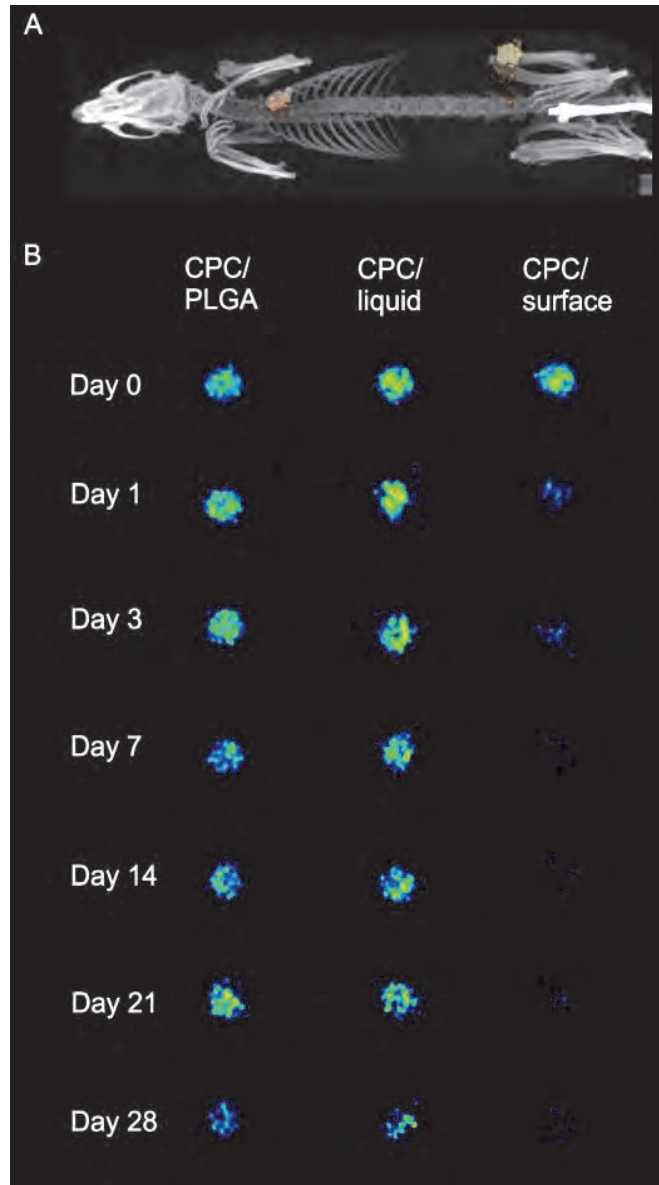 A
B
CPC/ CPC/ CPC/
PLGA liquid surface
Day 0
Day 1
Day 3
Day 7
Day 14
Day 21
Day 28